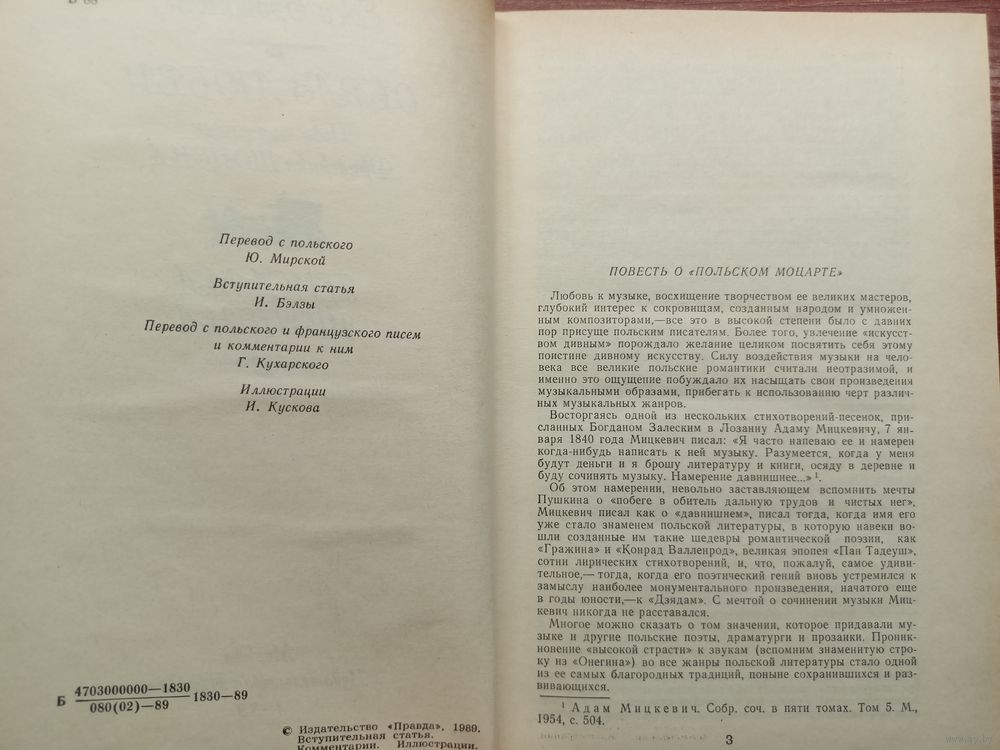 Перевод с польского
Ю. Мирской
Вступительная статья
И. Бэлзы
Перевод с польского и французского писем
и комментарии к ним
Г. Кухарского
Иллюстрации
И. Кускова
Б 4703000000—1830
080(02)—89
1830—89
© Издательство «Правда», 1989.
Вступительная статья.
Комментарии. Иллюстрации.
ПОВЕСТЬ О «ПОЛЬСКОМ МОЦАРТЕ»
Любовь к музыке, восхищение творчеством ее великих мастеров,
глубокий интерес к сокровищам, созданным народом и умножен-
ным композиторами,—все это в высокой степени было с давних
пор присуще польским писателям. Более того, увлечение «искусст-
вом дивным» порождало желание целиком посвятить себя этому
поистине дивному искусству. Силу воздействия музыки на чело-
века все великие польские романтики считали неотразимой, и
именно это ощущение побуждало их насыщать свои произведения
музыкальными образами, прибегать к использованию черт различ-
ных музыкальных жанров.
Восторгаясь одной из нескольких стихотворений-песенок, при-
сланных Богданом Залеским в Лозанну Адаму Мицкевичу, 7 ян-
варя 1840 года Мицкевич писал: «Я часто напеваю ее и намерен
когда-нибудь написать к ней музыку. Разумеется, когда у меня
будут деньги и я брошу литературу и книги, осяду в деревне и
буду сочинять музыку. Намерение давнишнее...» ¹.
Об этом намерении, невольно заставляющем вспомнить мечты
Пушкина о «побеге в обитель дальную трудов и чистых нег»,
Мицкевич писал как о «давнишнем», писал тогда, когда имя его
уже стало знаменем польской литературы, в которую навеки во-
шли созданные им такие шедевры романтической поэзии, как
«Гражина» и «Конрад Валленрод», великая эпопея «Пан Тадеуш»,
сотни лирических стихотворений, и, что, пожалуй, самое удиви-
тельное,— тогда, когда его поэтический гений вновь устремился к
замыслу наиболее монументального произведения, начатого еще
в годы юности,—к «Дзядам». С мечтой о сочинении музыки Миц-
кевич никогда не расставался.
Многое можно сказать о том значении, которое придавали му-
зыке и другие польские поэты, драматурги и прозаики. Проник-
новение «высокой страсти» к звукам (вспомним знаменитую стро-
ку из «Онегина») во все жанры польской литературы стало одной
из ее самых благородных традиций, поныне сохранившихся и раз-
вивающихся.
¹ Адам Мицкевич. Собр. соч. в пяти томах. Том 5. М.,
1954, с. 504.
3